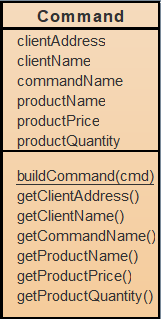 Command
clientAddress
clientName
commandName
productName
productPrice
productQuantity
buildCommand(cmd)
getClientAddress()
getClientName()
getCommandName()
getProductName()
getProductPrice()
getProductQuantity()